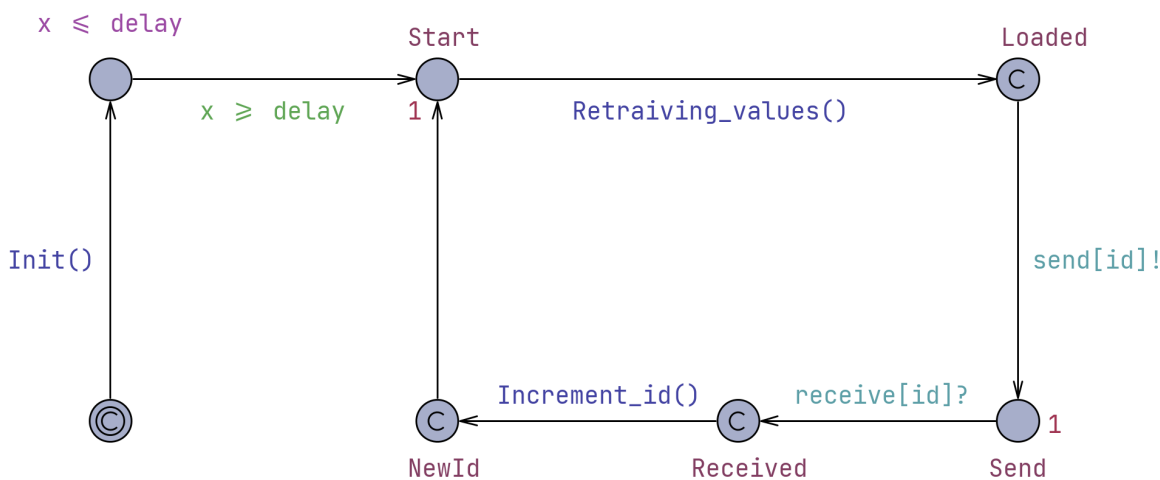 x ⩽ delay
Start
Loaded
C
x ⩾ delay
1
Retraiving_values()
Init()
send[id]!
Increment_id()
receive[id]?
C
C
C
1
NewId
Received
Send